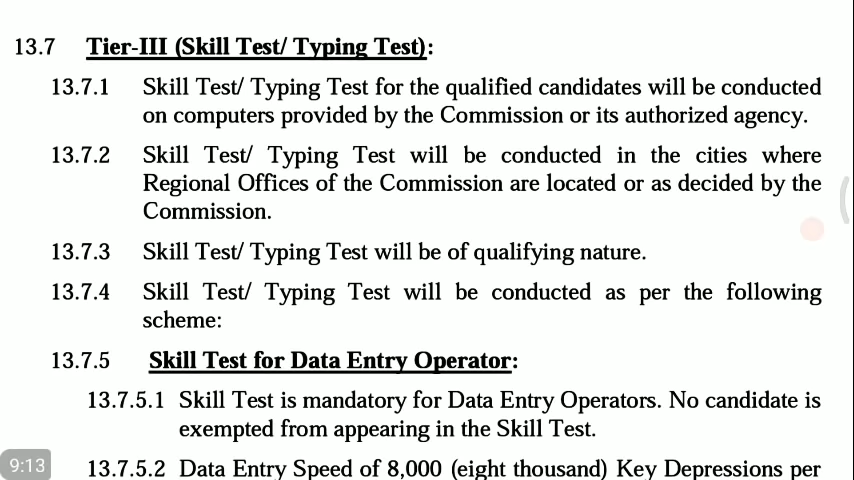 13.7 Tier-III (Skill Test/ Typing Test):
13.7.1 Skill Test/ Typing Test for the qualified candidates will be conducted
on computers provided by the Commission or its authorized agency.
13.7.2 Skill Test/ Typing Test will be conducted in the cities where
Regional Offices of the Commission are located or as decided by the
Commission.
13.7.3 Skill Test/ Typing Test will be of qualifying nature.
13.7.4 Skill Test/ Typing Test will be conducted as per the following
scheme:
13.7.5 Skill Test for Data Entry Operator:
13.7.5.1 Skill Test is mandatory for Data Entry Operators. No candidate is
exempted from appearing in the Skill Test.
9:13
13.7.5.2 Data Entry Speed of 8,000 (eight thousand) Key Depressions per